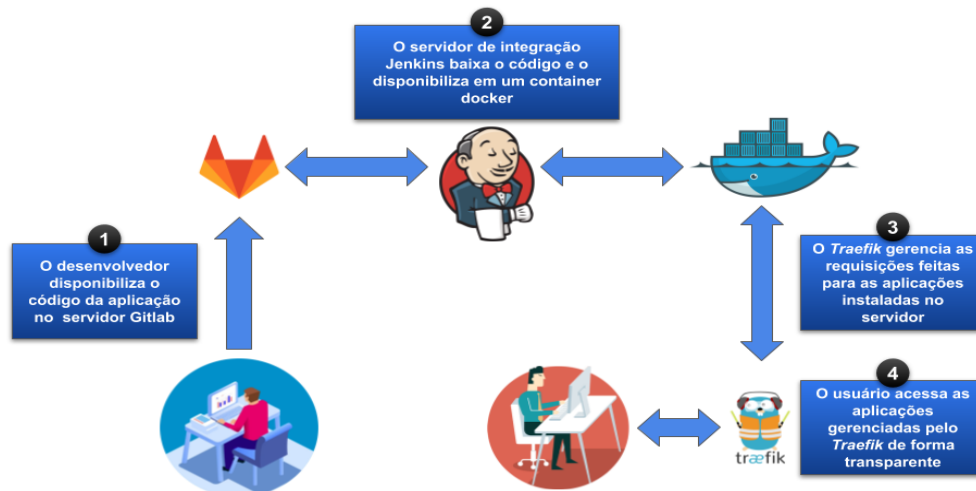 2
O servidor de integração
Jenkins baixa o código e o
disponibiliza em um container
docker
1
O desenvolvedor
disponibiliza o
código da aplicação
no servidor Gitlab
3
O Traefik gerencia as
requisições feitas
para as aplicações
instaladas no
servidor
4
O usuário acessa as
aplicações
gerenciadas pelo
Traefik de forma
transparente
træfik